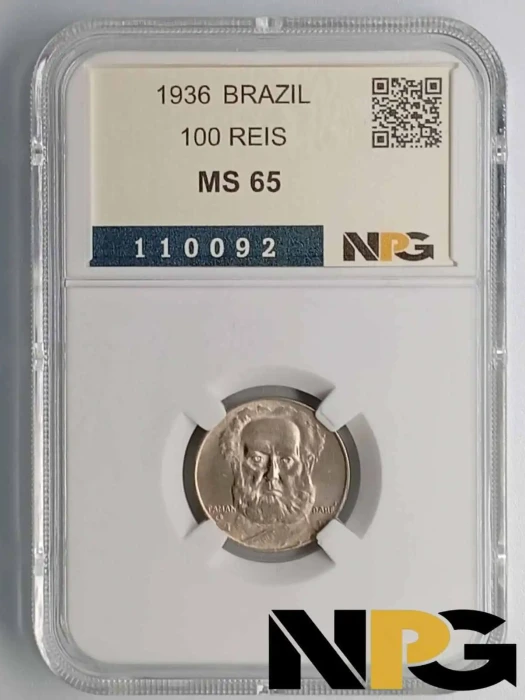 1936 BRAZIL
100 REIS
MS 65
110092
NPG
NPG